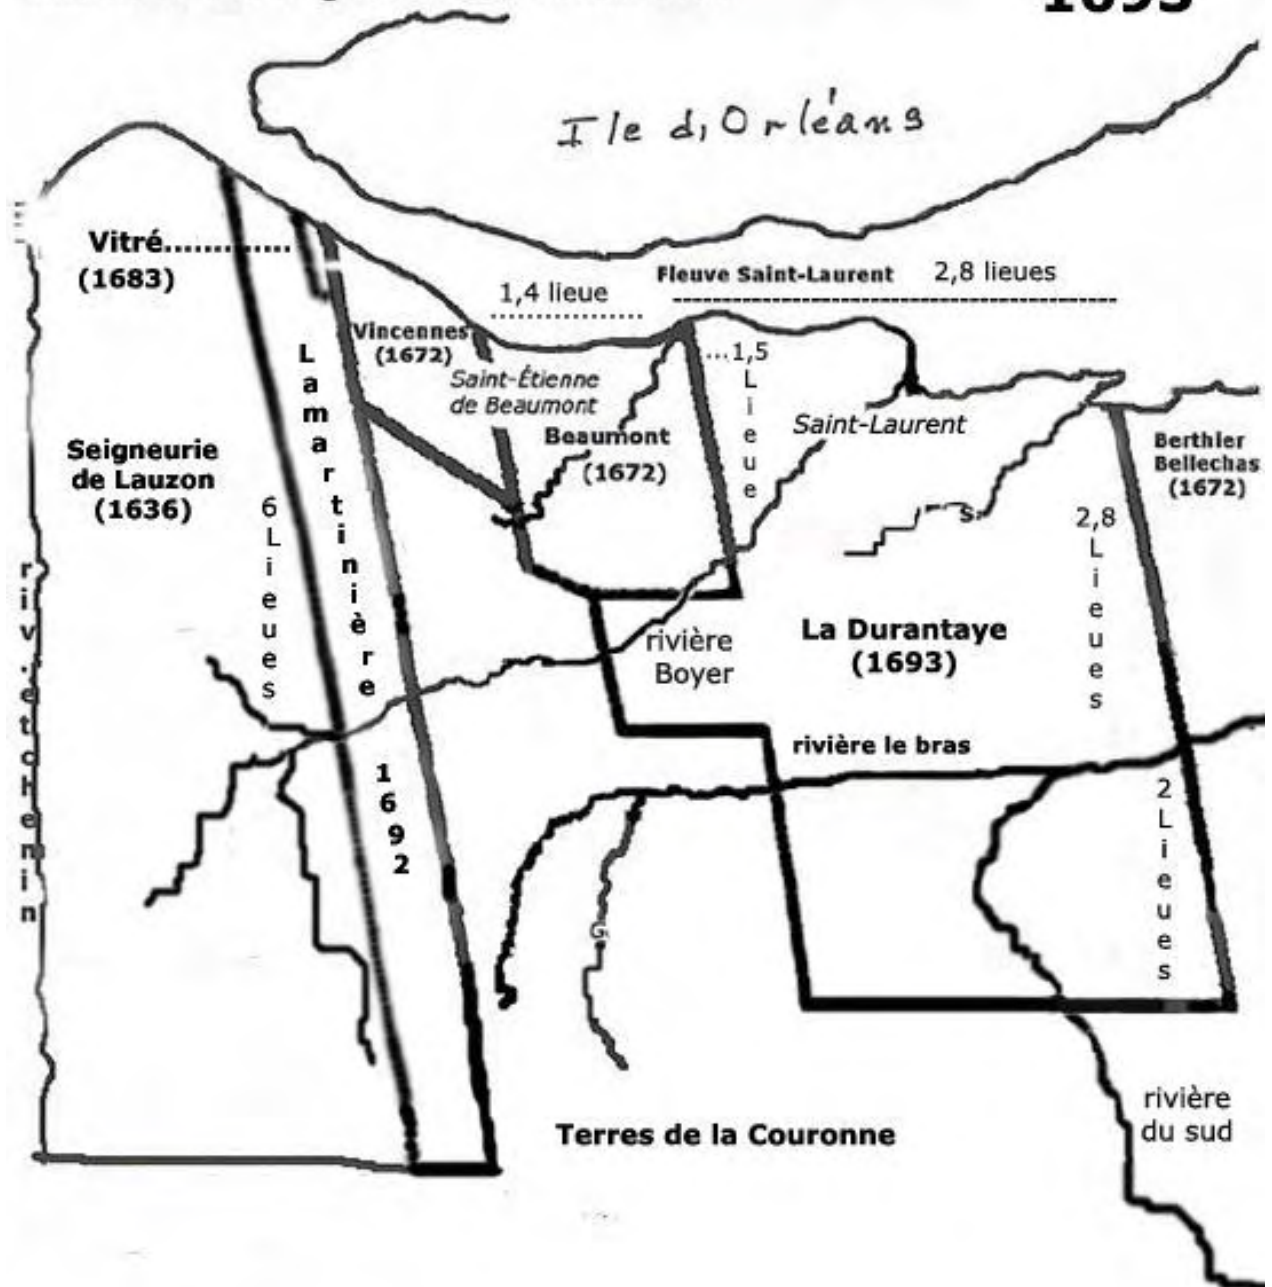 1693
Ile d'Orléans
Vitré
(1683)
Fleuve Saint-Laurent
2,8 lieues
1,4 lieue
Vincennes
(1672)
...1,5
Lieue
Lamartinière
1692
Saint-Étienne
de Beaumont
Saint-Laurent
Beaumont
(1672)
Berthier
Bellechas
(1672)
Seigneurie
de Lauzon
(1636)
6 Lieues
2,8
Lieues
S
riv. etchemin
La Durantaye
(1693)
rivière
Boyer
rivière le bras
2 Lieues
G
rivière
du sud
Terres de la Couronne